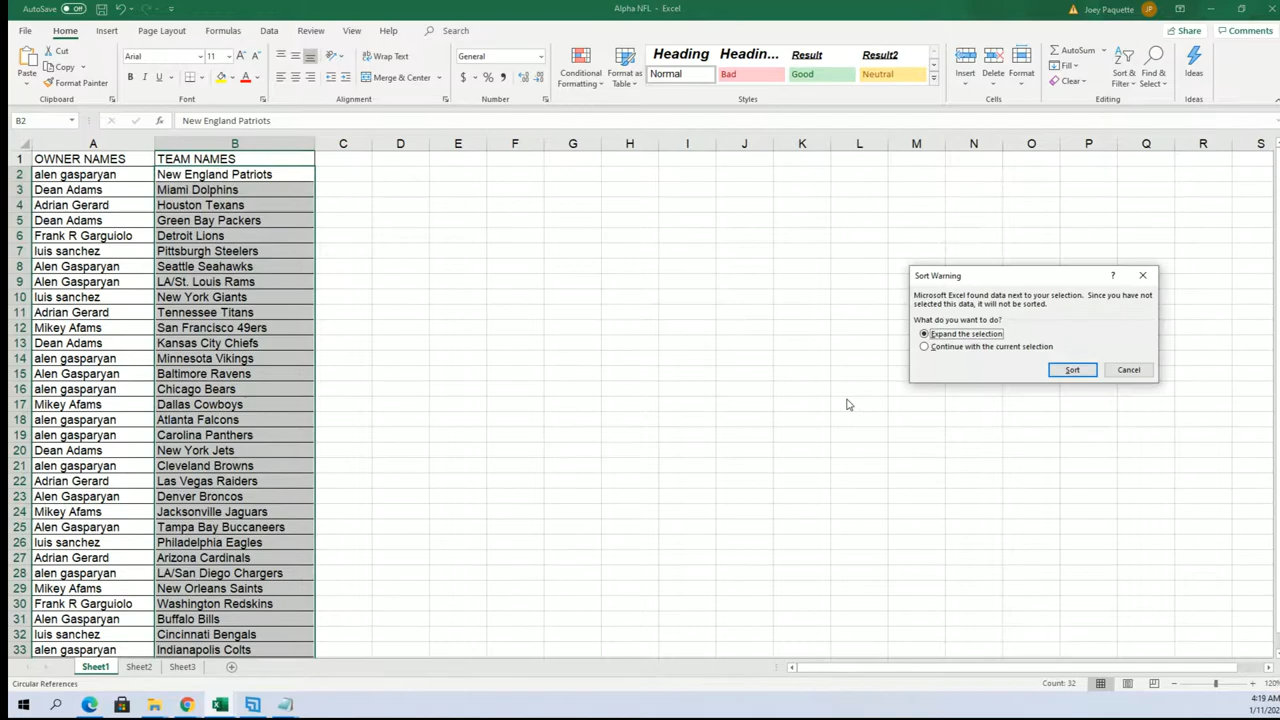 AutoSave Off Alpha NFL - Excel Joey Paquette JP
File Home Insert Page Layout Formulas Data Review View Help Search Share Comments
Cut
Copy
Paste Format Painter
Arial 11
B I U
Wrap Text
Merge & Center
General
$ % ,
Conditional Formatting
Format as Table
Heading Headin... Result Result2
Normal Bad Good Neutral
Insert Delete Format
AutoSum
Fill
Clear
Sort & Filter
Find & Select
Ideas
Clipboard Font Alignment Number Styles Cells Editing Ideas
B2 fx New England Patriots
A B C D E F G H I J K L M N O P Q R S
1 OWNER NAMES TEAM NAMES
2 alen gasparyan New England Patriots
3 Dean Adams Miami Dolphins
4 Adrian Gerard Houston Texans
5 Dean Adams Green Bay Packers
6 Frank R Garguiolo Detroit Lions
7 luis sanchez Pittsburgh Steelers
8 Alen Gasparyan Seattle Seahawks
9 Alen Gasparyan LA/St. Louis Rams
10 luis sanchez New York Giants
11 Adrian Gerard Tennessee Titans
12 Mikey Afams San Francisco 49ers
13 Dean Adams Kansas City Chiefs
14 alen gasparyan Minnesota Vikings
15 Alen Gasparyan Baltimore Ravens
16 alen gasparyan Chicago Bears
17 Mikey Afams Dallas Cowboys
18 alen gasparyan Atlanta Falcons
19 alen gasparyan Carolina Panthers
20 Dean Adams New York Jets
21 alen gasparyan Cleveland Browns
22 Adrian Gerard Las Vegas Raiders
23 Alen Gasparyan Denver Broncos
24 Mikey Afams Jacksonville Jaguars
25 Alen Gasparyan Tampa Bay Buccaneers
26 luis sanchez Philadelphia Eagles
27 Adrian Gerard Arizona Cardinals
28 alen gasparyan LA/San Diego Chargers
29 Mikey Afams New Orleans Saints
30 Frank R Garguiolo Washington Redskins
31 Alen Gasparyan Buffalo Bills
32 luis sanchez Cincinnati Bengals
33 alen gasparyan Indianapolis Colts
Sort Warning ?
Microsoft Excel found data next to your selection. Since you have not
selected this data, it will not be sorted.
What do you want to do?
Expand the selection
Continue with the current selection
Sort Cancel
Sheet1 Sheet2 Sheet3
Circular References Count: 32 120%
4:19 AM
1/11/202